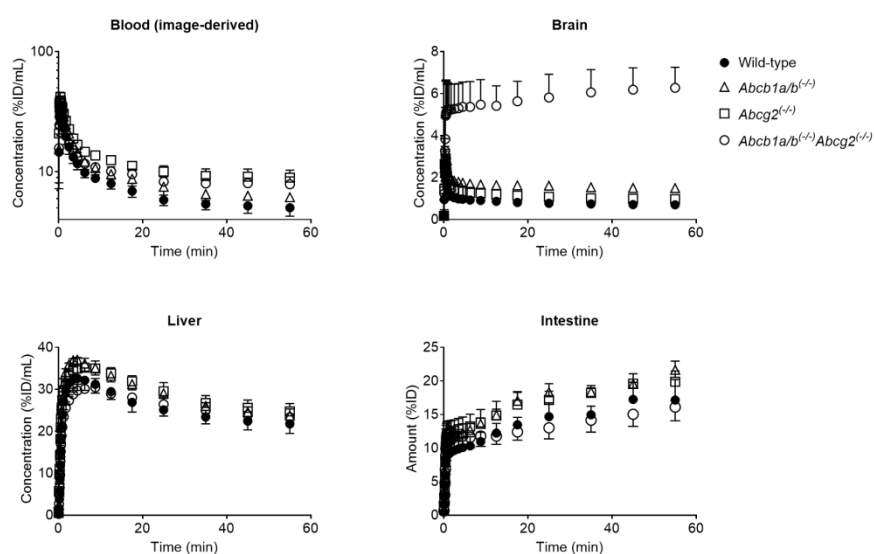 Blood (image-derived)
Concentration (%ID/mL)
100
10
0
20
40
60
Time (min)
Brain
Concentration (%ID/mL)
8
6
4
2
0
0
20
40
60
Time (min)
Wild-type
Abcb1a/b(-/-)
Abcg2(-/-)
Abcb1a/b(-/-)Abcg2(-/-)
Liver
Concentration (%ID/mL)
40
30
20
10
0
0
20
40
60
Time (min)
Intestine
Amount (%ID)
25
20
15
10
5
0
0
20
40
60
Time (min)